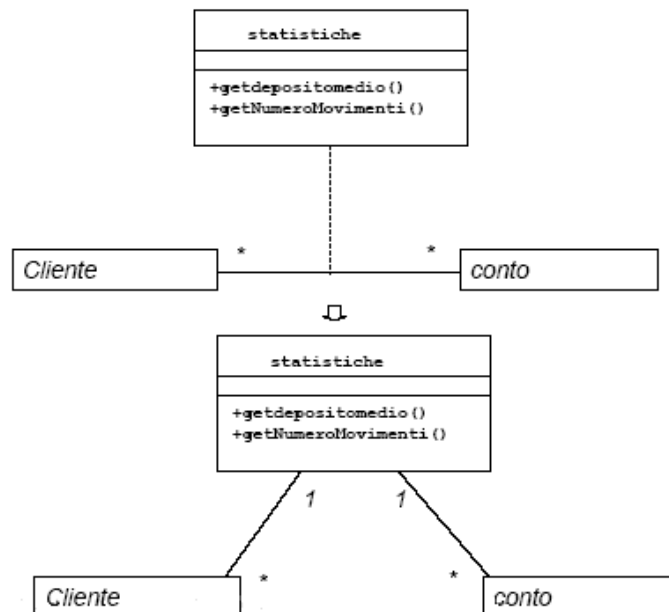 statistiche
+getdepositomedio()
+getNumeroMovimenti()
* *
Cliente conto
statistiche
+getdepositomedio()
+getNumeroMovimenti()
1 1
* *
Cliente conto